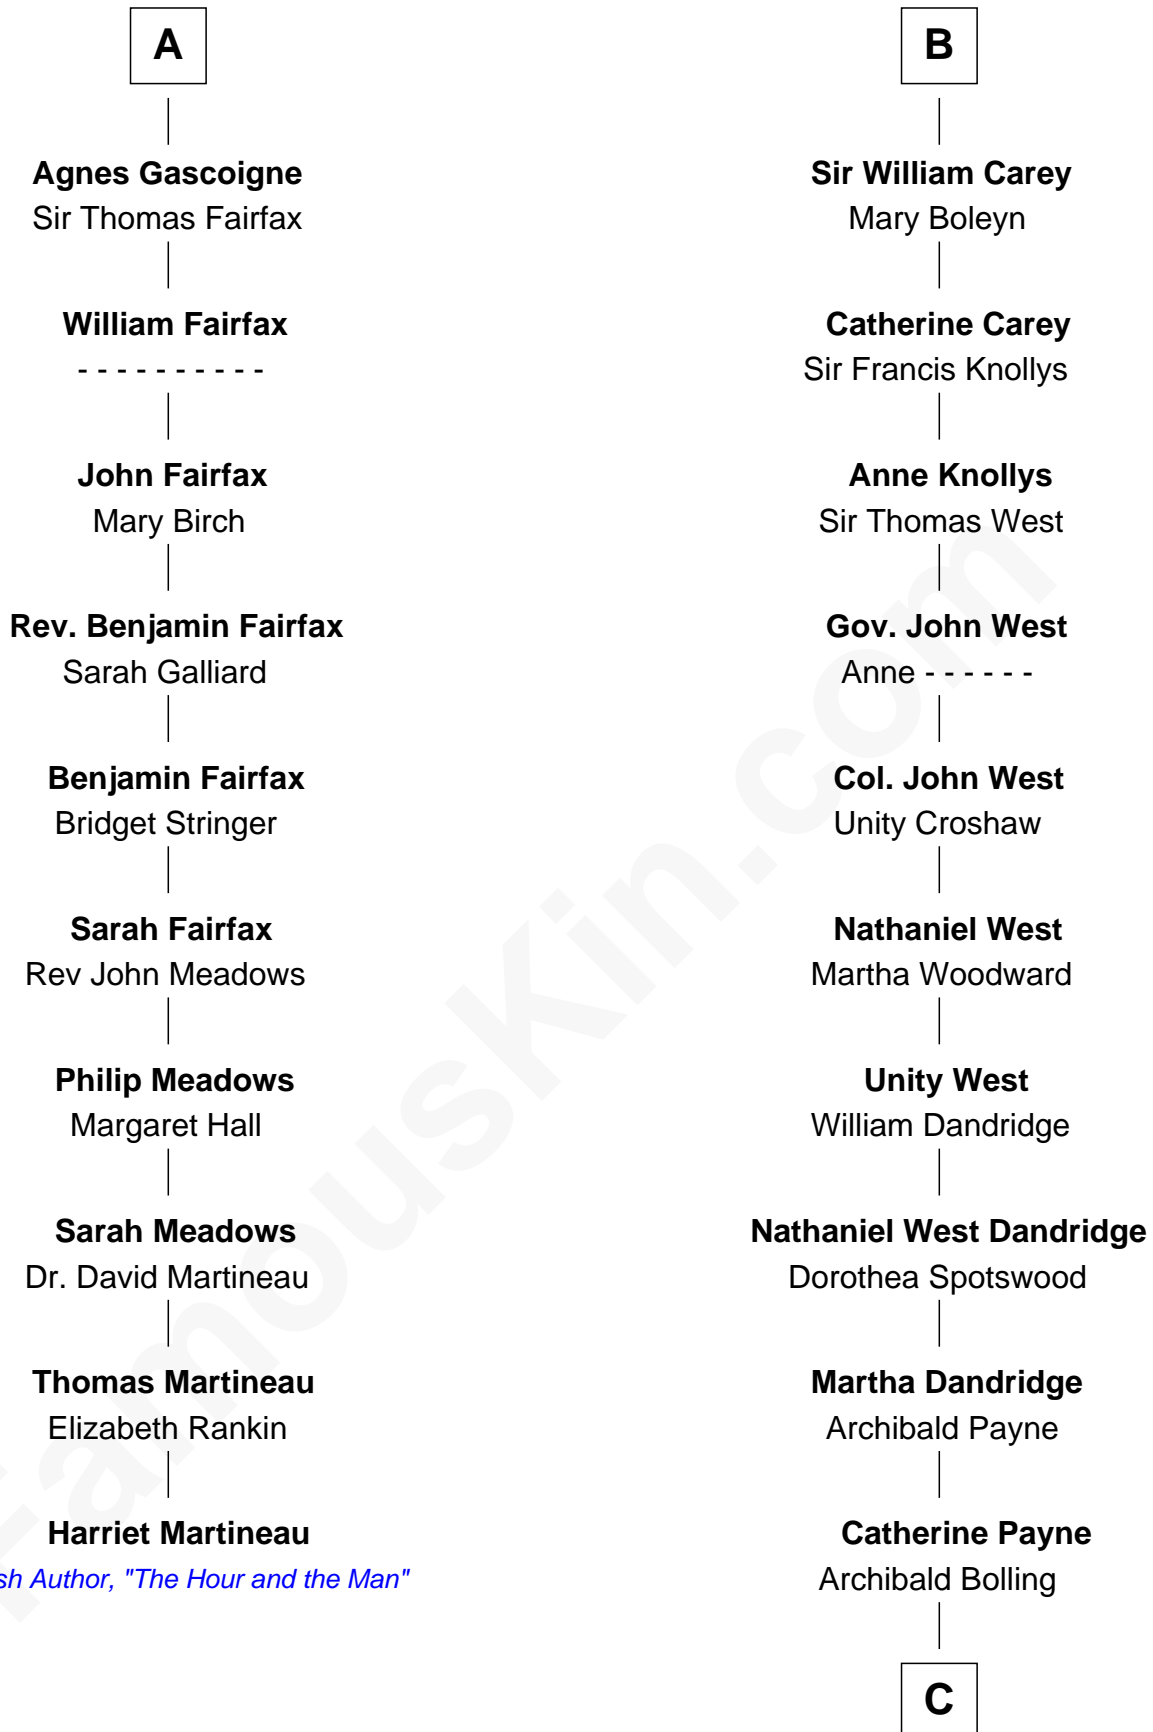 A
Agnes Gascoigne
Sir Thomas Fairfax
William Fairfax
- - - - - - - - - -
John Fairfax
Mary Birch
Rev. Benjamin Fairfax
Sarah Galliard
Benjamin Fairfax
Bridget Stringer
Sarah Fairfax
Rev John Meadows
Philip Meadows
Margaret Hall
Sarah Meadows
Dr. David Martineau
Thomas Martineau
Elizabeth Rankin
Harriet Martineau
sh Author, "The Hour and the Man"
B
Sir William Carey
Mary Boleyn
Catherine Carey
Sir Francis Knollys
Anne Knollys
Sir Thomas West
Gov. John West
Anne - - - - - -
Col. John West
Unity Croshaw
Nathaniel West
Martha Woodward
Unity West
William Dandridge
Nathaniel West Dandridge
Dorothea Spotswood
Martha Dandridge
Archibald Payne
Catherine Payne
Archibald Bolling
C
FamousKin.com